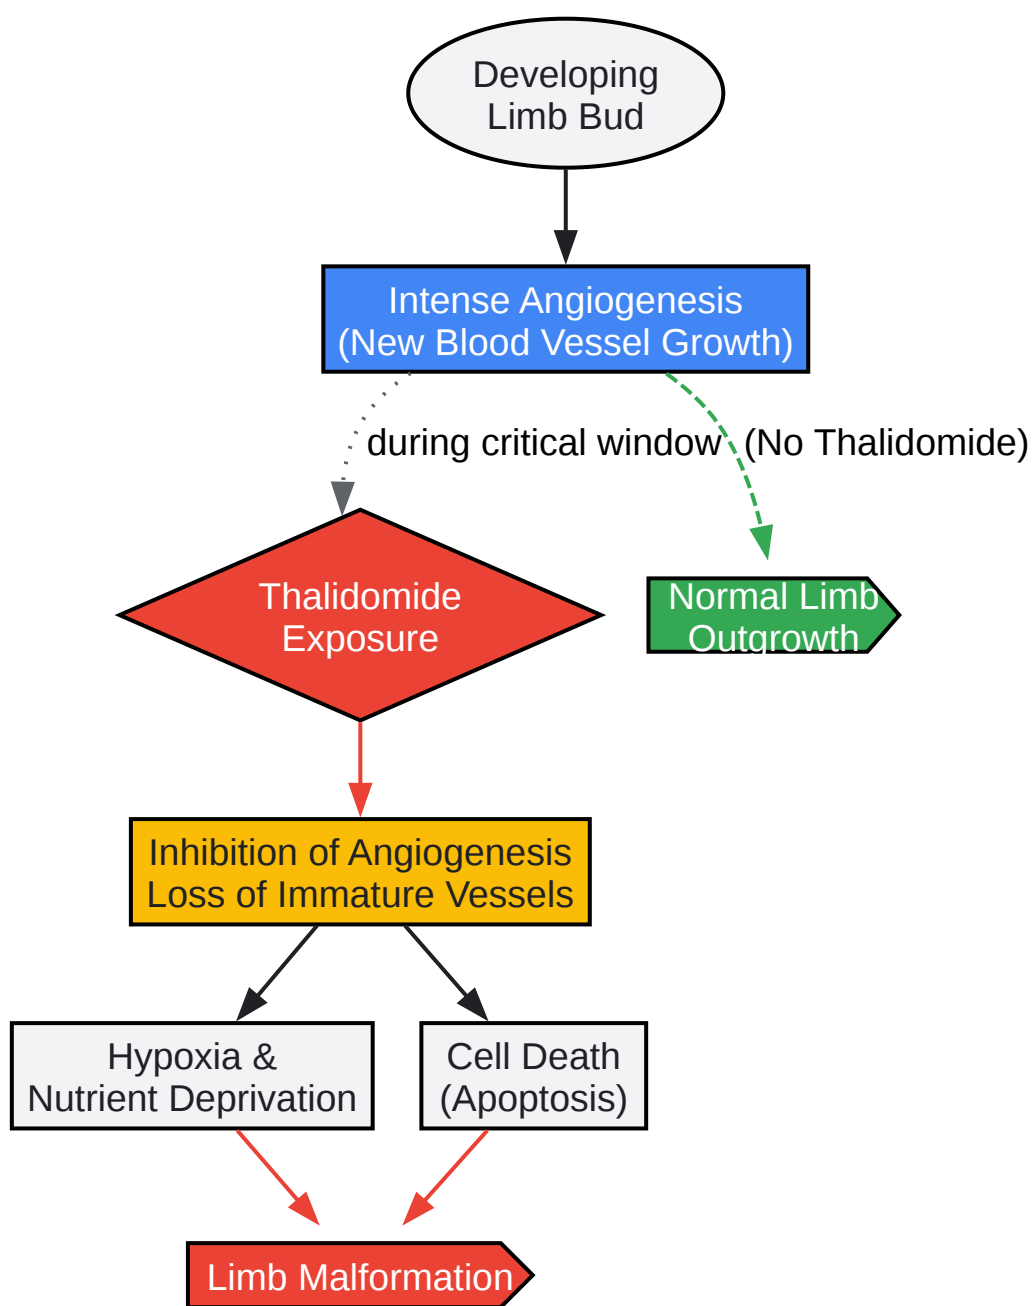 Developing
Limb Bud
Intense Angiogenesis
(New Blood Vessel Growth)
during critical window
(No Thalidomide)
Thalidomide
Exposure
Normal Limb
Outgrowth
Inhibition of Angiogenesis
Loss of Immature Vessels
Hypoxia &
Nutrient Deprivation
Cell Death
(Apoptosis)
Limb Malformation